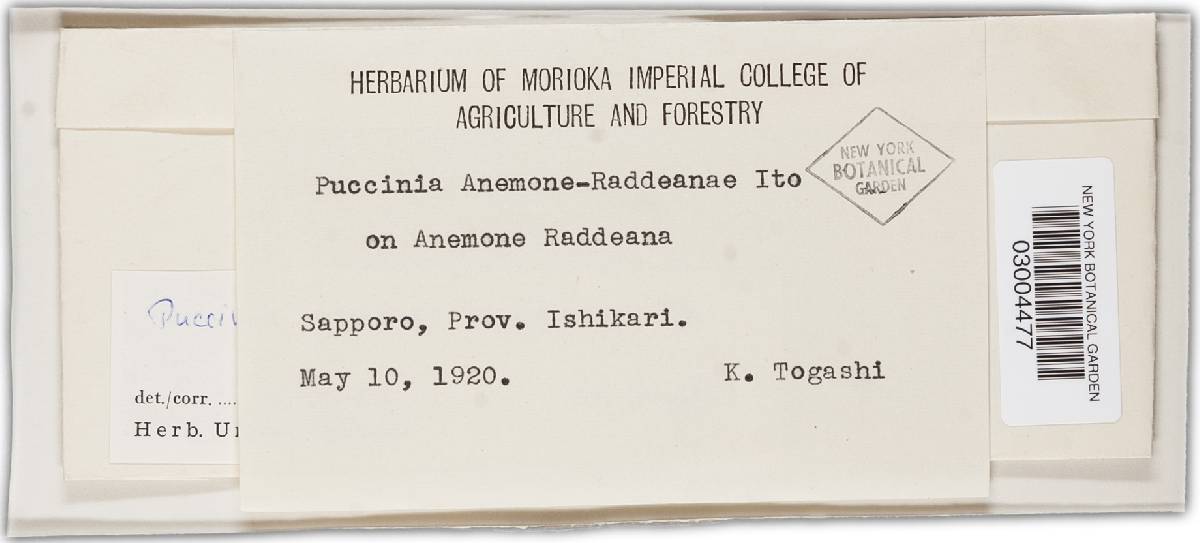 HERBARIUM OF MORIOKA IMPERIAL COLLEGE OF
AGRICULTURE AND FORESTRY
Puccinia Anemone-Raddeanae Ito
on Anemone Raddeana
Sapporo, Prov. Ishikari.
May 10, 1920.
K. Togashi
NEW YORK
BOTANICAL
GARDEN
NEW YORK BOTANICAL GARDEN
03004477
det./corr. ....
Herb.